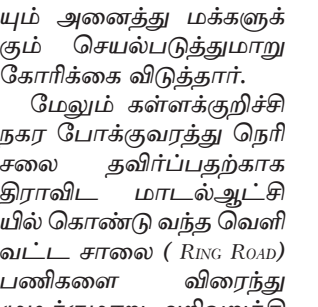 யும் அனைத்து மக்களுக்
கும் செயல்படுத்துமாறு
கோரிக்கை விடுத்தார்.
மேலும் கள்ளக்குறிச்சி
நகர போக்குவரத்து நெரி
சலை தவிர்ப்பதற்காக
திராவிட மாடல்ஆட்சி
யில் கொண்டு வந்த வெளி
வட்ட சாலை ( RING ROAD)
பணிகளை விரைந்து